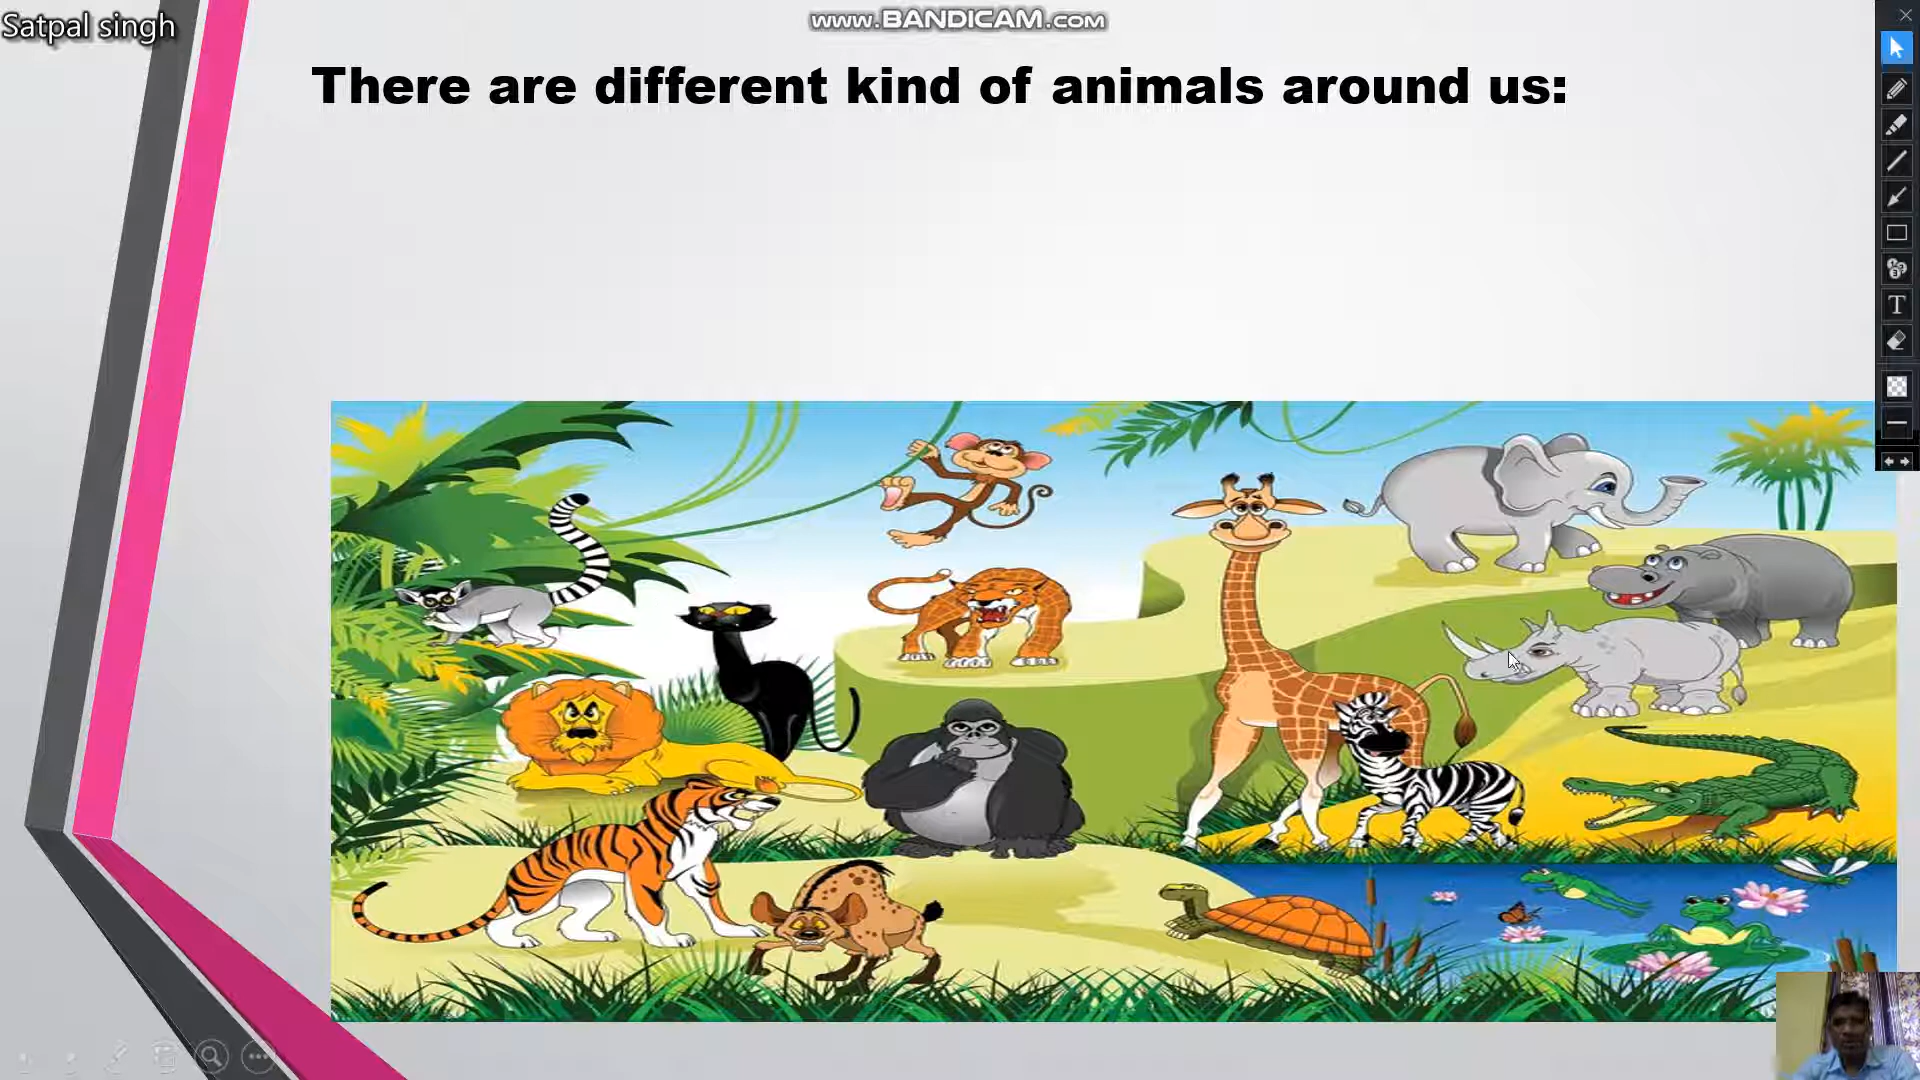 Satpal singh
www.BANDICAM.com
There are different kind of animals around us:
T